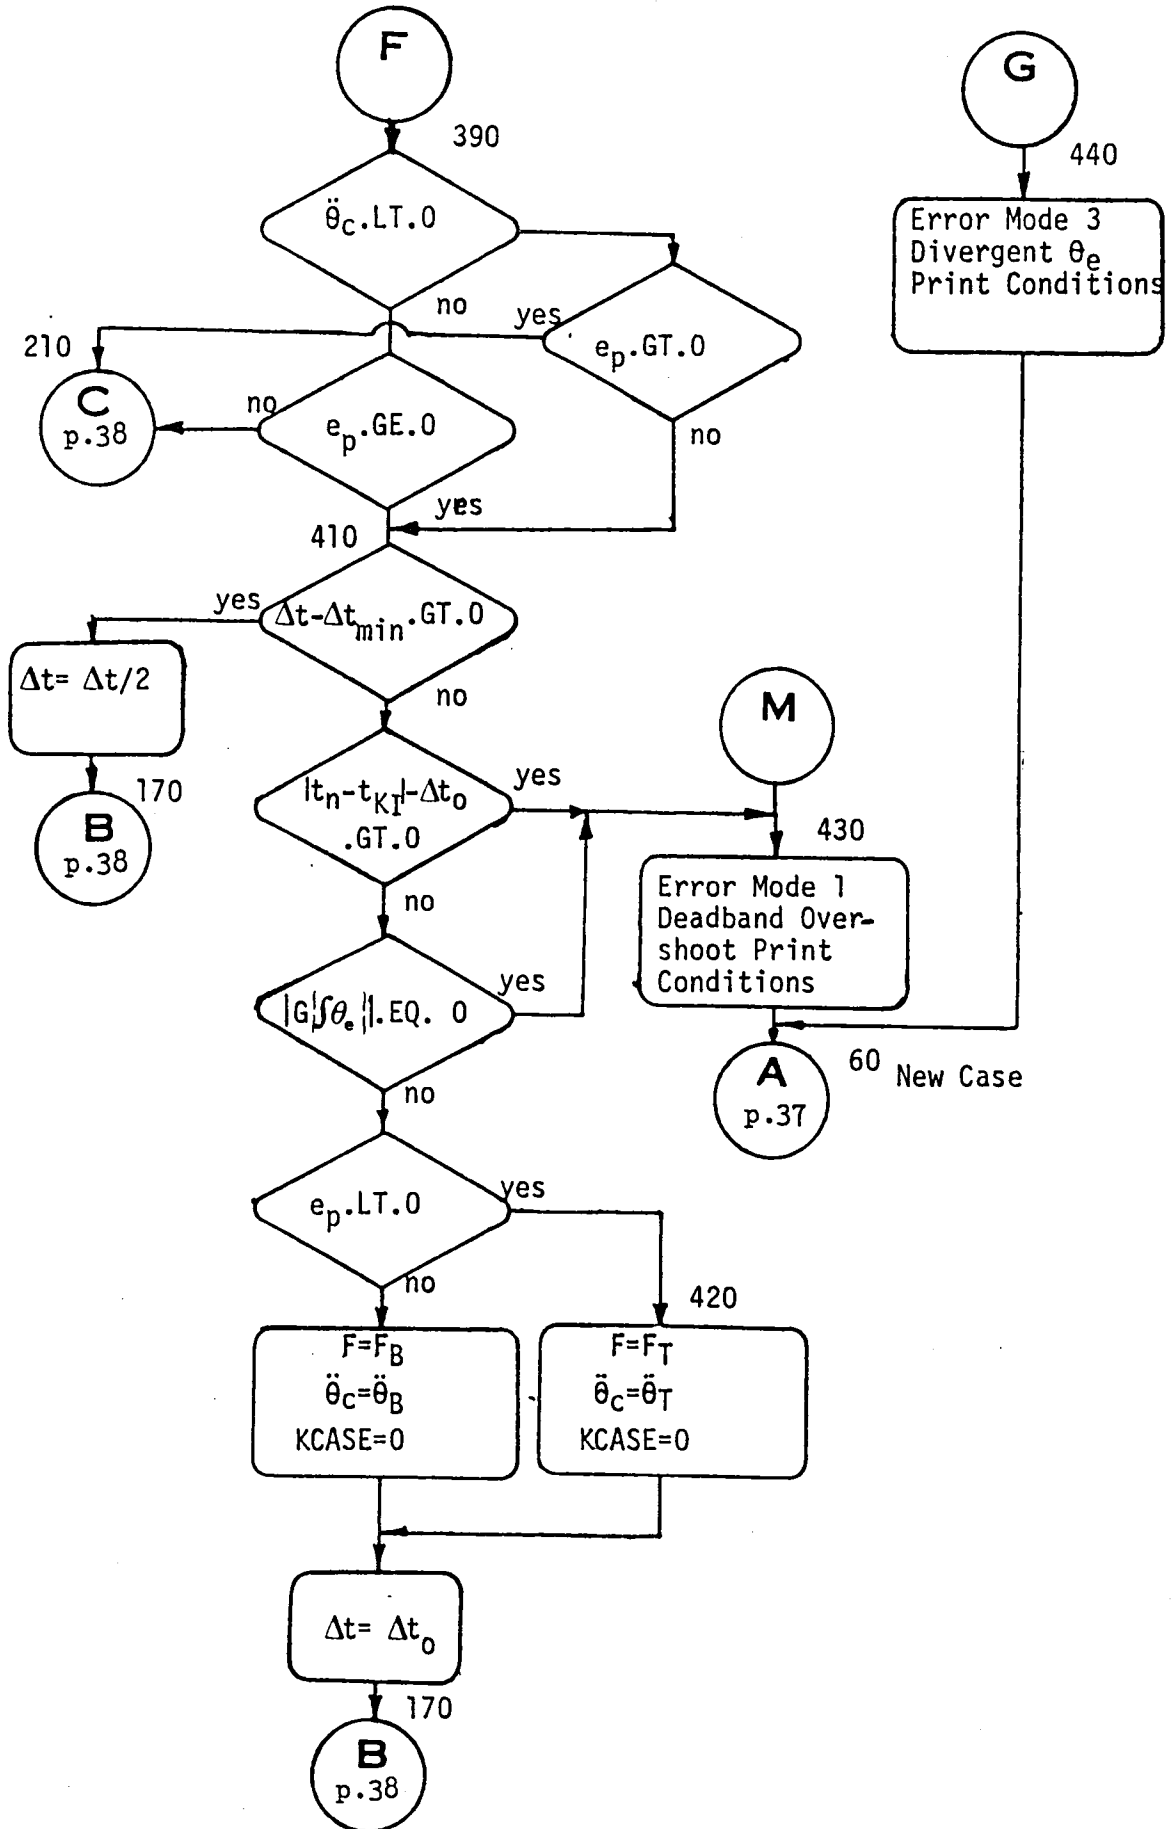 F
390
θ̈c.LT.0
no
yes
ep.GT.0
no
210
C
p.38
no
ep.GE.0
yes
410
yes
Δt-Δtmin.GT.0
no
Δt= Δt/2
170
B
p.38
|tn-tKI|-Δto
.GT.0
yes
no
|G{∫θe}|.EQ. 0
yes
no
ep.LT.0
yes
no
420
F=FB
θ̈c=θ̈B
KCASE=0
F=FT
θ̈c=θ̈T
KCASE=0
Δt= Δto
170
B
p.38
M
430
Error Mode 1
Deadband Over-
shoot Print
Conditions
60
New Case
A
p.37
G
440
Error Mode 3
Divergent θe
Print Conditions